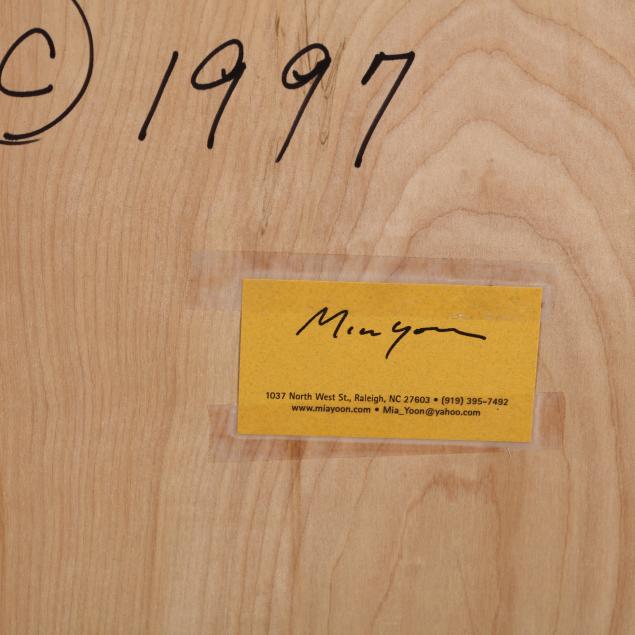 © 1997
Mia Yoon
1037 North West St., Raleigh, NC 27603 • (919) 395-7492
www.miayoon.com • Mia_Yoon@yahoo.com